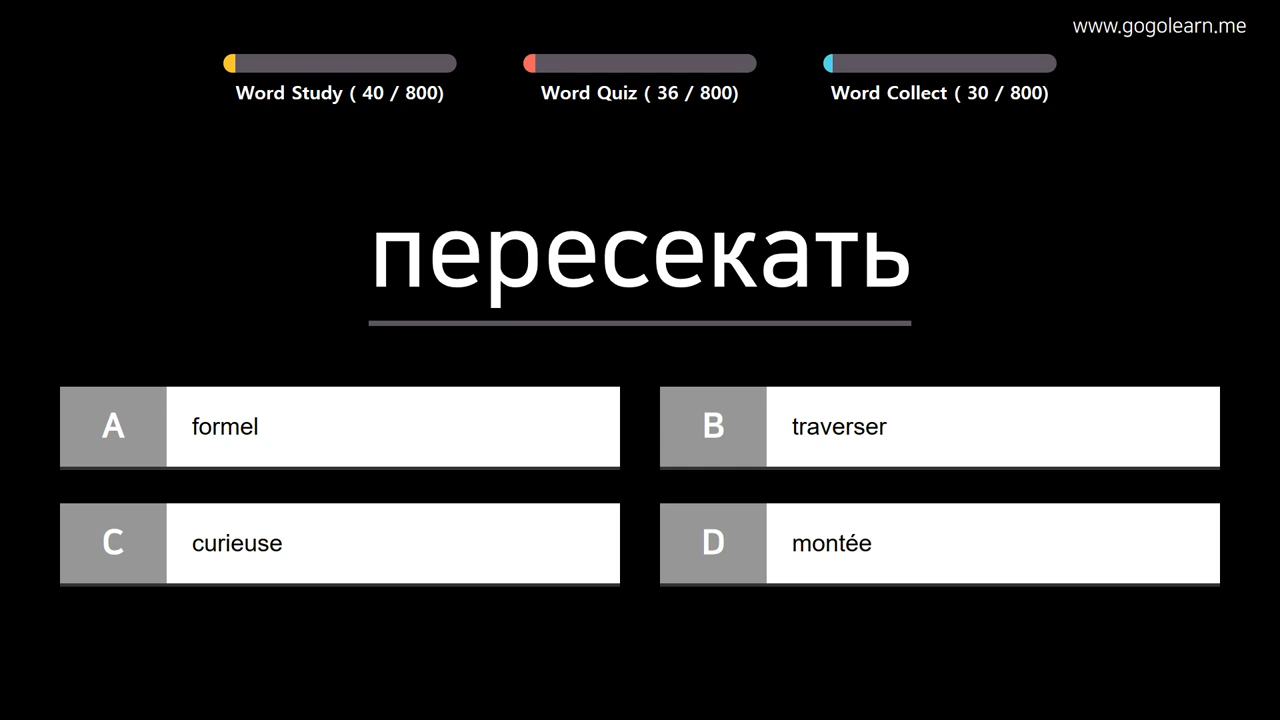 www.gogolearn.me
Word Study ( 40 / 800)
Word Quiz ( 36 / 800)
Word Collect ( 30 / 800)
пересекать
A formel
B traverser
C curieuse
D montée